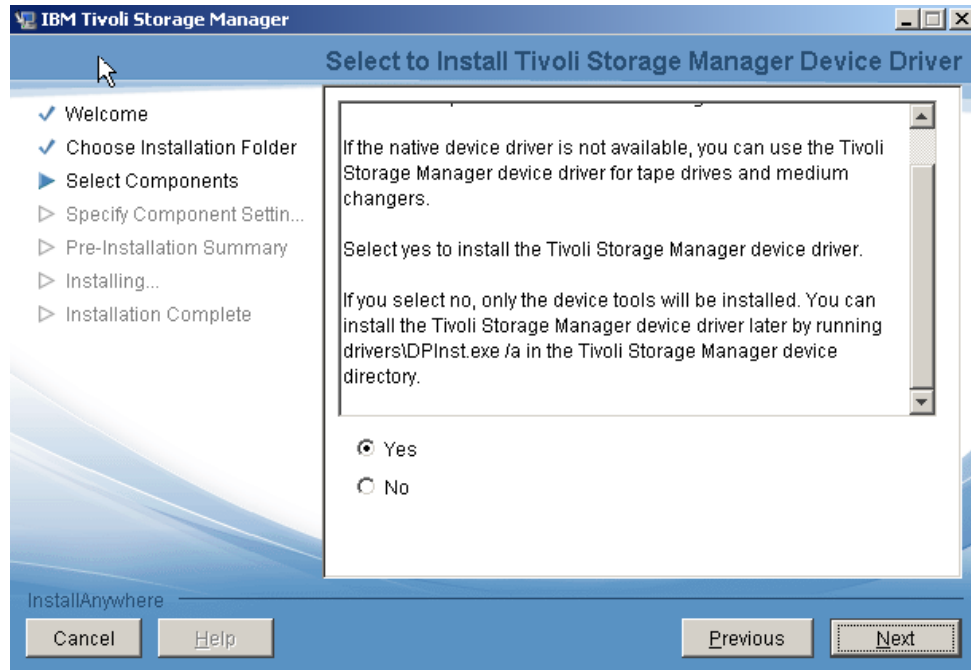 IBM Tivoli Storage Manager
Select to Install Tivoli Storage Manager Device Driver
Welcome
Choose Installation Folder
Select Components
Specify Component Settin...
Pre-Installation Summary
Installing...
Installation Complete
If the native device driver is not available, you can use the Tivoli
Storage Manager device driver for tape drives and medium
changers.
Select yes to install the Tivoli Storage Manager device driver.
If you select no, only the device tools will be installed. You can
install the Tivoli Storage Manager device driver later by running
drivers\DPInst.exe /a in the Tivoli Storage Manager device
directory.
Yes
No
InstallAnywhere
Cancel
Help
Previous
Next